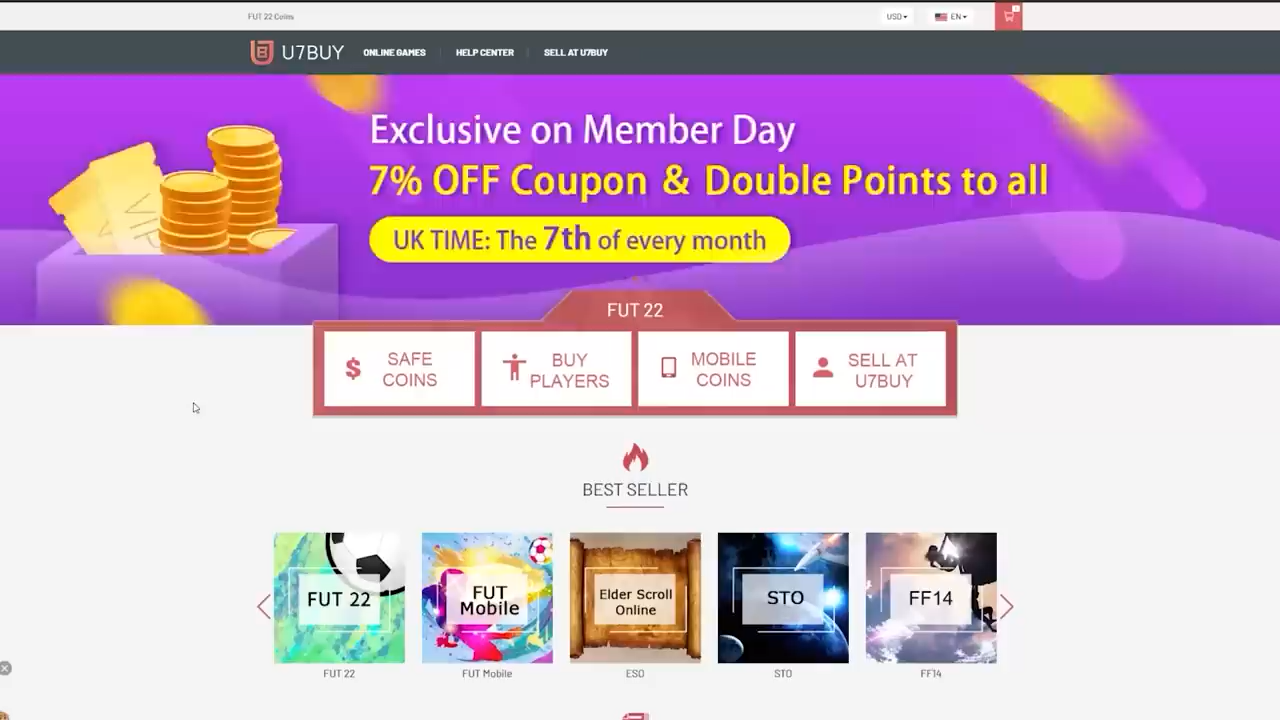 FUT 22 Coins
USD
EN
1
U7BUY
ONLINE GAMES
HELP CENTER
SELL AT U7BUY
Exclusive on Member Day
7% OFF Coupon & Double Points to all
UK TIME: The 7th of every month
VIP
FUT 22
$ SAFE COINS
BUY PLAYERS
MOBILE COINS
SELL AT U7BUY
BEST SELLER
FUT 22
FUT Mobile
Elder Scroll Online
STO
FF14
FUT 22
FUT Mobile
ESO
STO
FF14